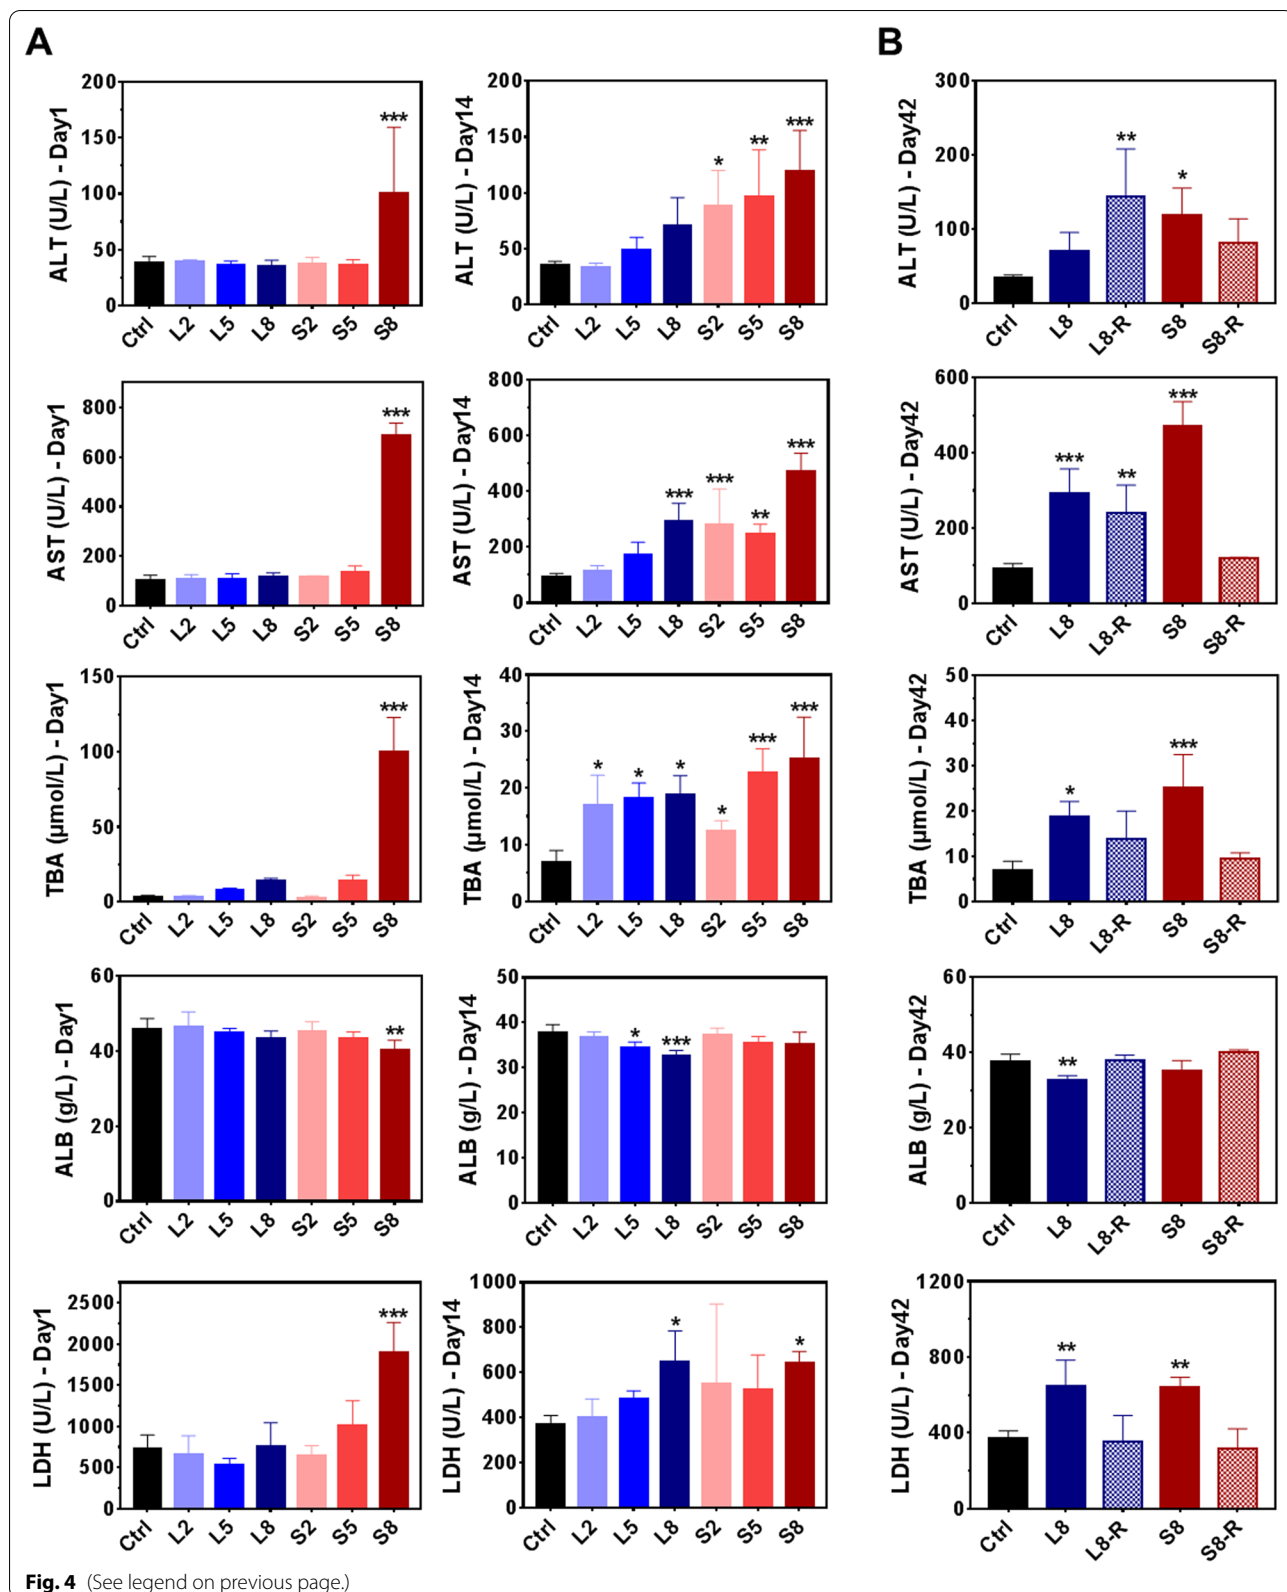 A
B
ALT (U/L) - Day1
200
150
100
50
0
***
Ctrl L2 L5 L8 S2 S5 S8
ALT (U/L) - Day14
200
150
100
50
0
* ** ***
Ctrl L2 L5 L8 S2 S5 S8
ALT (U/L) - Day42
300
200
100
0
** *
Ctrl L8 L8-R S8 S8-R
AST (U/L) - Day1
800
600
400
200
0
***
Ctrl L2 L5 L8 S2 S5 S8
AST (U/L) - Day14
800
600
400
200
0
*** *** ** ***
Ctrl L2 L5 L8 S2 S5 S8
AST (U/L) - Day42
600
400
200
0
*** ** ***
Ctrl L8 L8-R S8 S8-R
TBA (µmol/L) - Day1
150
100
50
0
***
Ctrl L2 L5 L8 S2 S5 S8
TBA (µmol/L) - Day14
40
30
20
10
0
* * * * *** ***
Ctrl L2 L5 L8 S2 S5 S8
TBA (µmol/L) - Day42
50
40
30
20
10
0
* ***
Ctrl L8 L8-R S8 S8-R
ALB (g/L) - Day1
60
40
20
0
**
Ctrl L2 L5 L8 S2 S5 S8
ALB (g/L) - Day14
50
40
30
20
10
0
* ***
Ctrl L2 L5 L8 S2 S5 S8
ALB (g/L) - Day42
60
40
20
0
**
Ctrl L8 L8-R S8 S8-R
LDH (U/L) - Day1
2500
2000
1500
1000
500
0
***
Ctrl L2 L5 L8 S2 S5 S8
LDH (U/L) - Day14
1000
800
600
400
200
0
* *
Ctrl L2 L5 L8 S2 S5 S8
LDH (U/L) - Day42
1200
800
400
0
** **
Ctrl L8 L8-R S8 S8-R
Fig. 4 (See legend on previous page.)